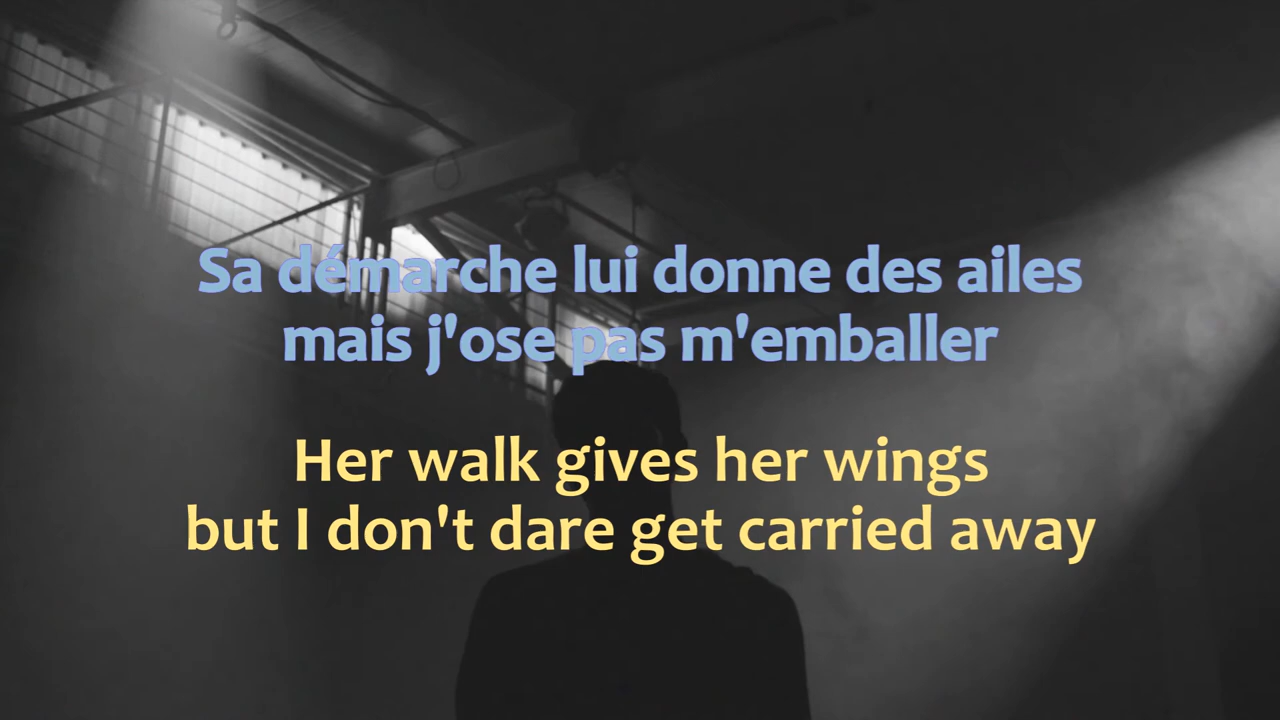 Sa démarche lui donne des ailes
mais j'ose pas m'emballer
Her walk gives her wings
but I don't dare get carried away